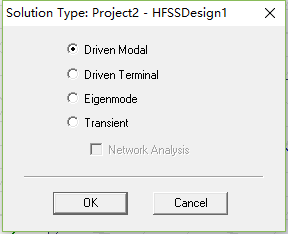 Solution Type: Project2 - HFSSDesign1
Driven Modal
Driven Terminal
Eigenmode
Transient
Network Analysis
OK Cancel